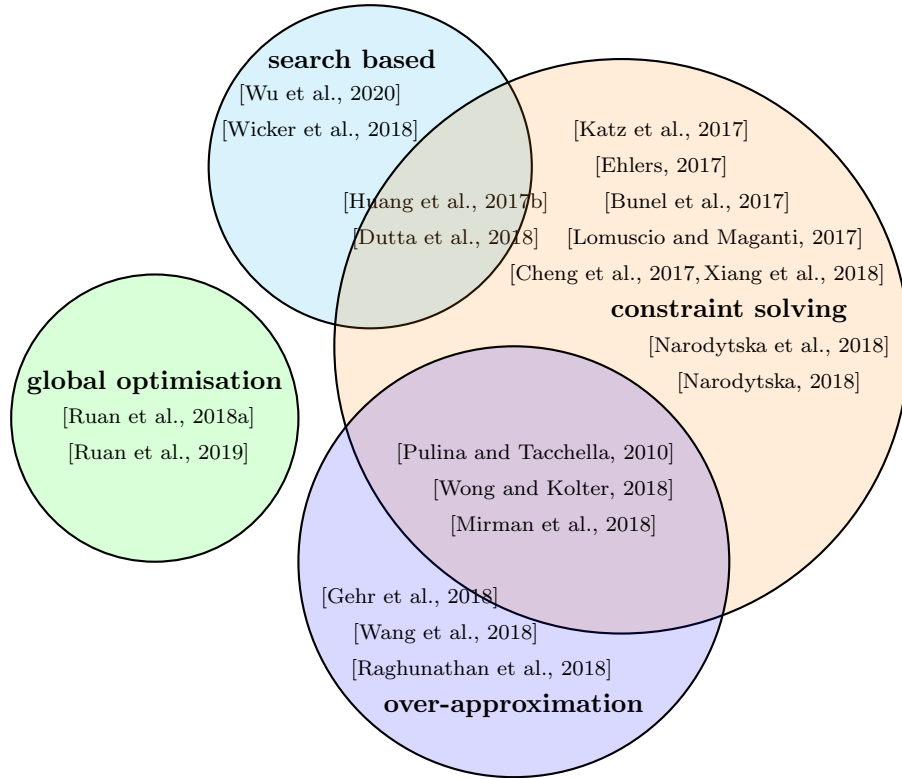 search based
[Wu et al., 2020]
[Wicker et al., 2018]
[Katz et al., 2017]
[Ehlers, 2017]
[Huang et al., 2017b]
[Bunel et al., 2017]
[Dutta et al., 2018]
[Lomuscio and Maganti, 2017]
[Cheng et al., 2017, Xiang et al., 2018]
constraint solving
[Narodytska et al., 2018]
[Narodytska, 2018]
global optimisation
[Ruan et al., 2018a]
[Ruan et al., 2019]
[Pulina and Tacchella, 2010]
[Wong and Kolter, 2018]
[Mirman et al., 2018]
[Gehr et al., 2018]
[Wang et al., 2018]
[Raghunathan et al., 2018]
over-approximation